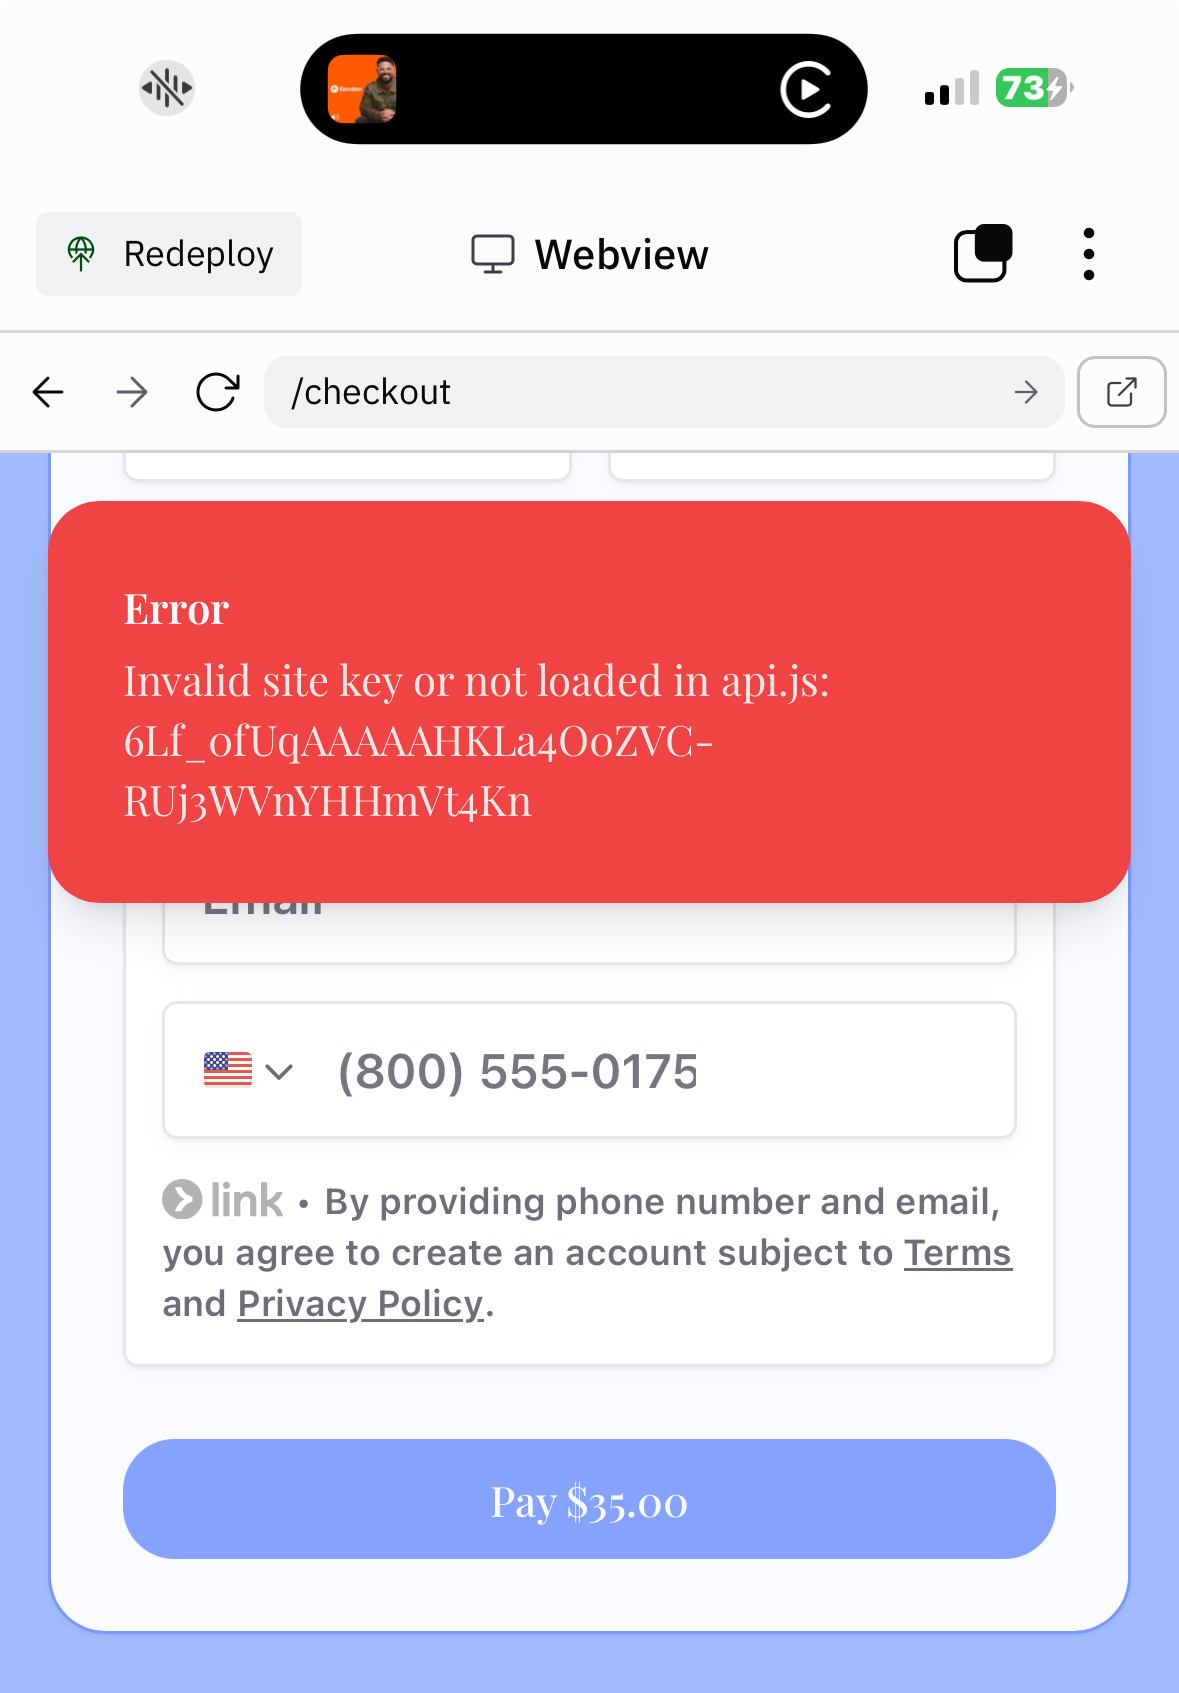 73
Redeploy
Webview
/checkout
Error
Invalid site key or not loaded in api.js:
6Lf_ofUqAAAAAHKLa4OoZVC-
RUj3WVnYHHmVt4Kn
Email
(800) 555-0175
link • By providing phone number and email,
you agree to create an account subject to Terms
and Privacy Policy.
Pay $35.00